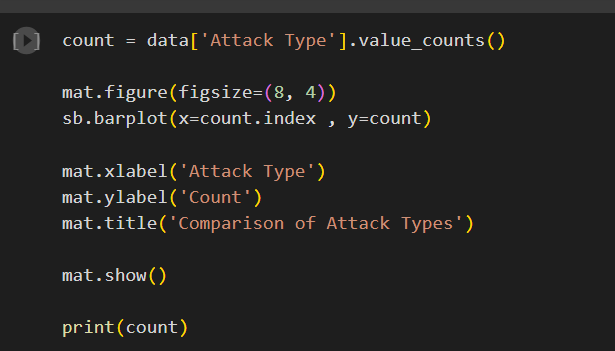 count = data['Attack Type'].value_counts()
mat.figure(figsize=(8, 4))
sb.barplot(x=count.index , y=count)
mat.xlabel('Attack Type')
mat.ylabel('Count')
mat.title('Comparison of Attack Types')
mat.show()
print(count)